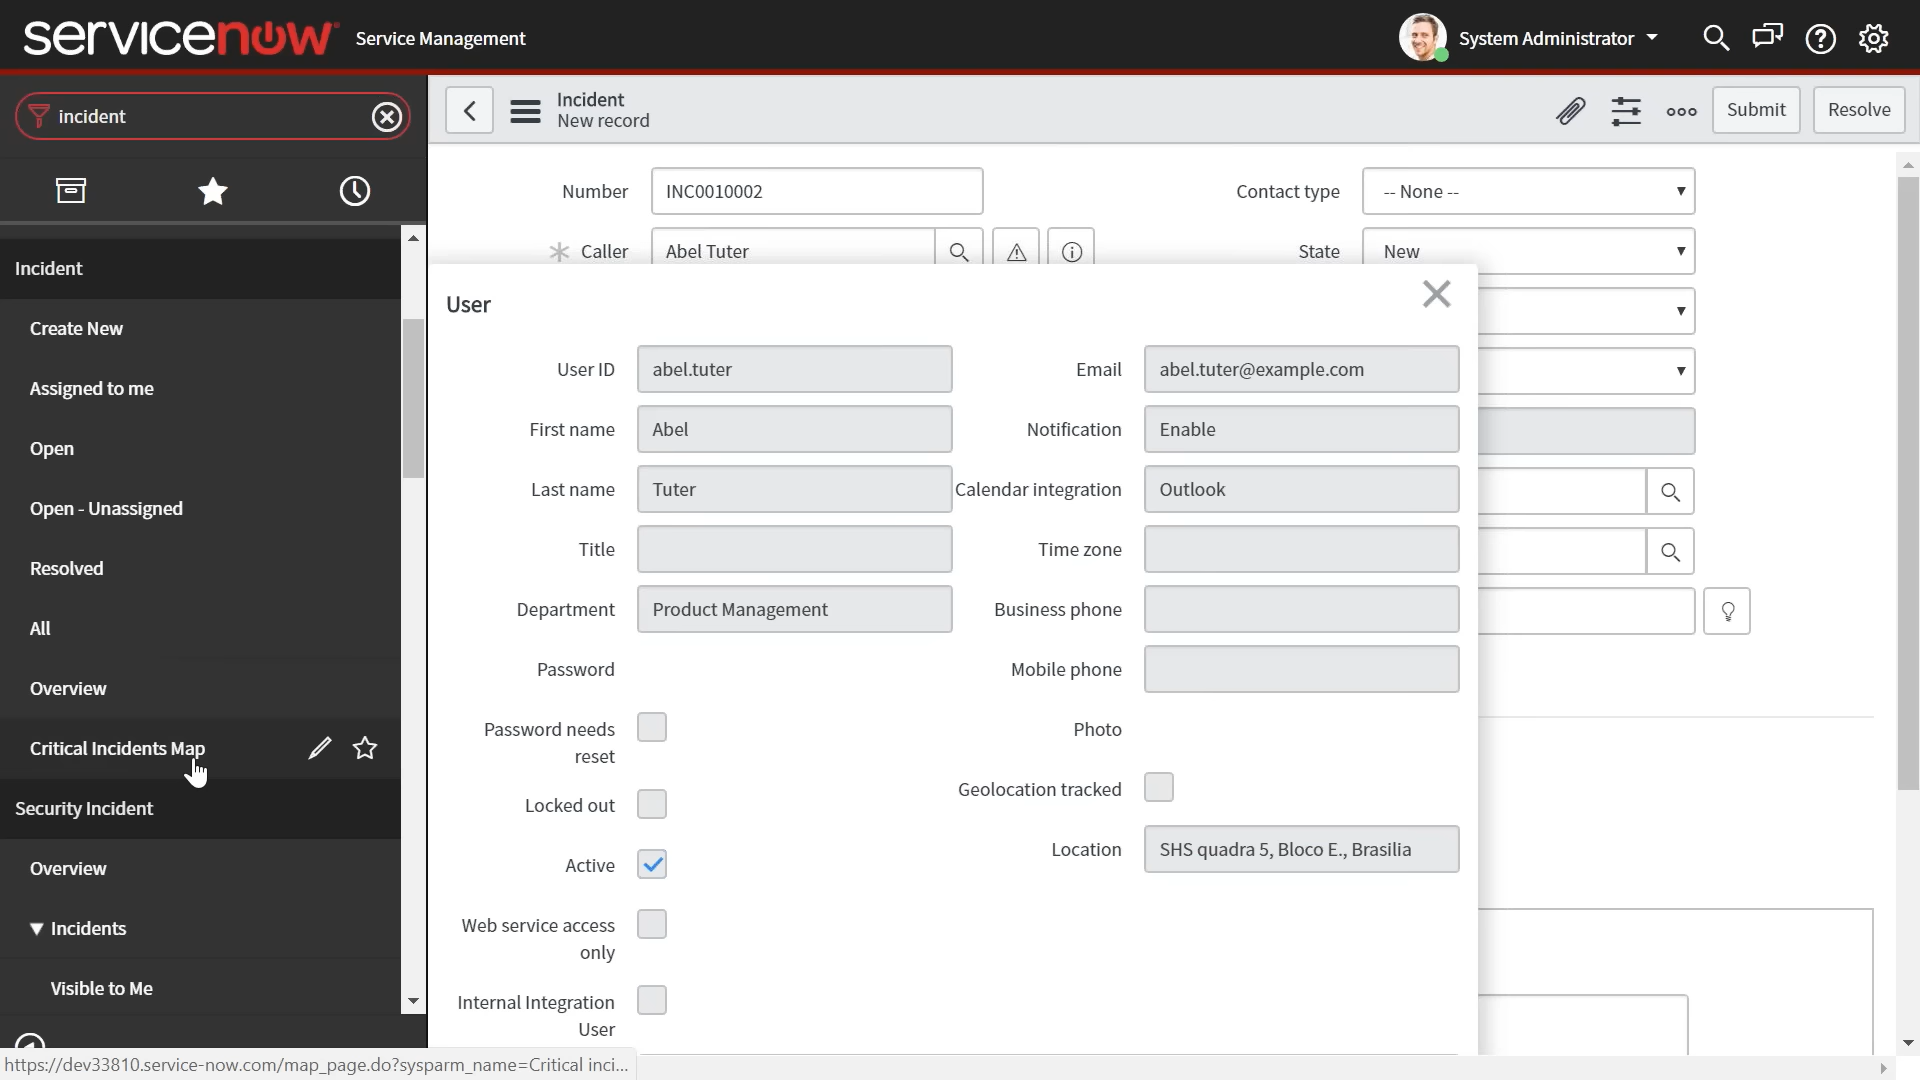 servicenow Service Management
System Administrator
incident
Incident
Create New
Assigned to me
Open
Open - Unassigned
Resolved
All
Overview
Critical Incidents Map
Security Incident
Overview
Incidents
Visible to Me
Incident
New record
Submit
Resolve
Number INC0010002
Contact type -- None --
Caller Abel Tuter
State New
User
User ID abel.tuter
Email abel.tuter@example.com
First name Abel
Notification Enable
Last name Tuter
Calendar integration Outlook
Title
Time zone
Department Product Management
Business phone
Password
Mobile phone
Password needs
reset
Photo
Geolocation tracked
Locked out
Location SHS quadra 5, Bloco E., Brasilia
Active
Web service access
only
Internal Integration
User
https://dev33810.service-now.com/map_page.do?sysparm_name=Critical inci...